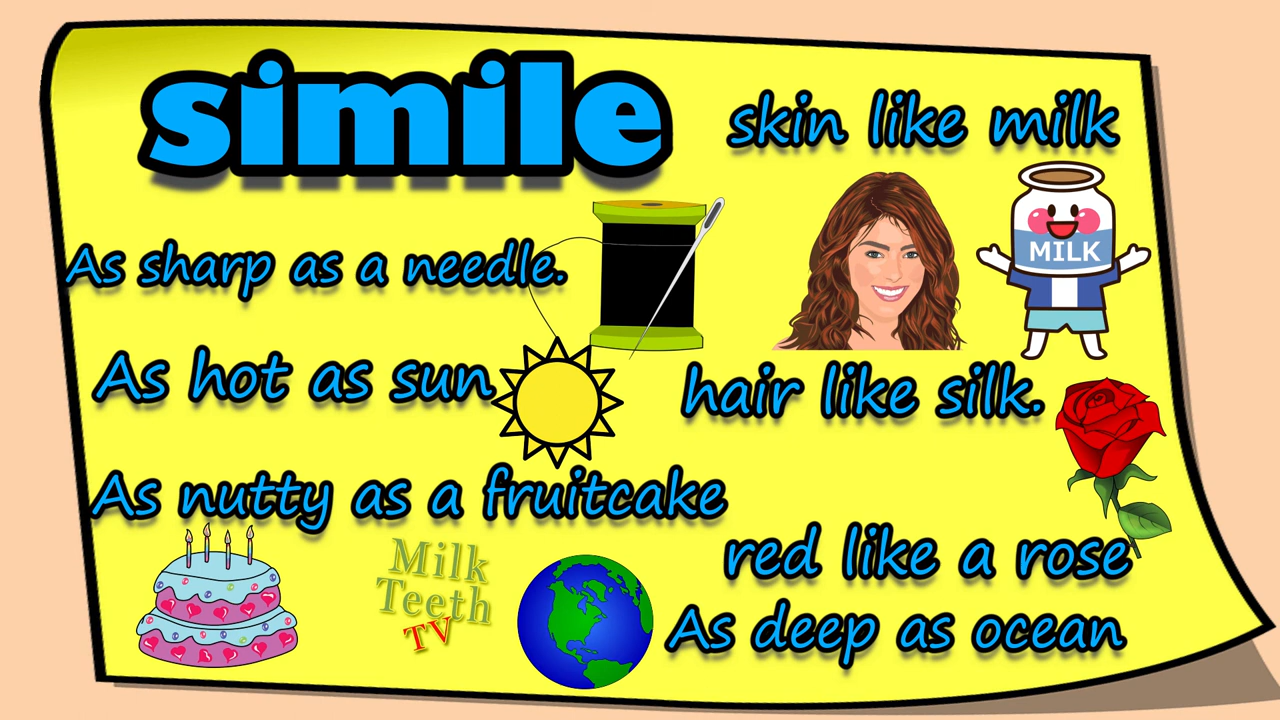 simile
skin like milk
MILK
As sharp as a needle.
As hot as sun
hair like silk.
As nutty as a fruitcake
red like a rose
As deep as ocean
Milk
Teeth
TV